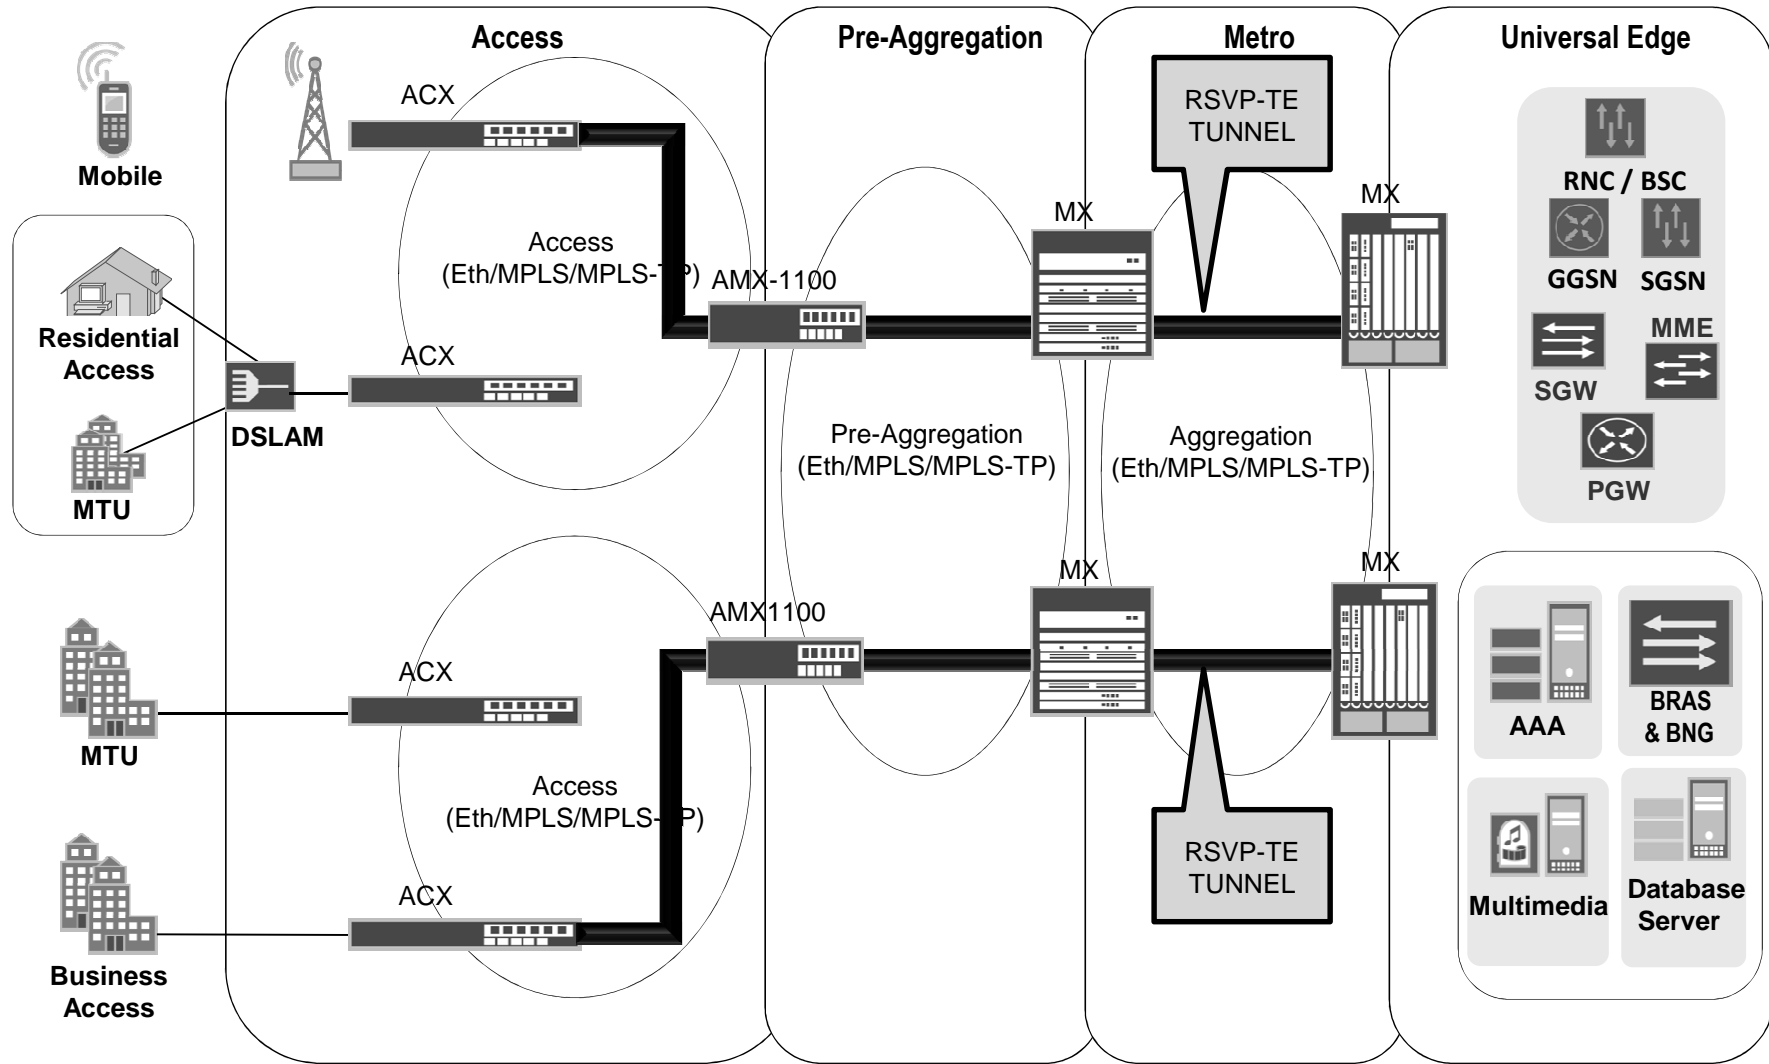 Access
Pre-Aggregation
Metro
Universal Edge
Mobile
ACX
RSVP-TE
TUNNEL
RNC / BSC
GGSN
SGSN
MME
SGW
PGW
Access
(Eth/MPLS/MPLS-TP)
AMX-1100
MX
MX
Residential
Access
MTU
DSLAM
ACX
Pre-Aggregation
(Eth/MPLS/MPLS-TP)
Aggregation
(Eth/MPLS/MPLS-TP)
MTU
ACX
AMX1100
MX
MX
Access
(Eth/MPLS/MPLS-TP)
Business
Access
ACX
RSVP-TE
TUNNEL
AAA
BRAS
& BNG
Multimedia
Database
Server